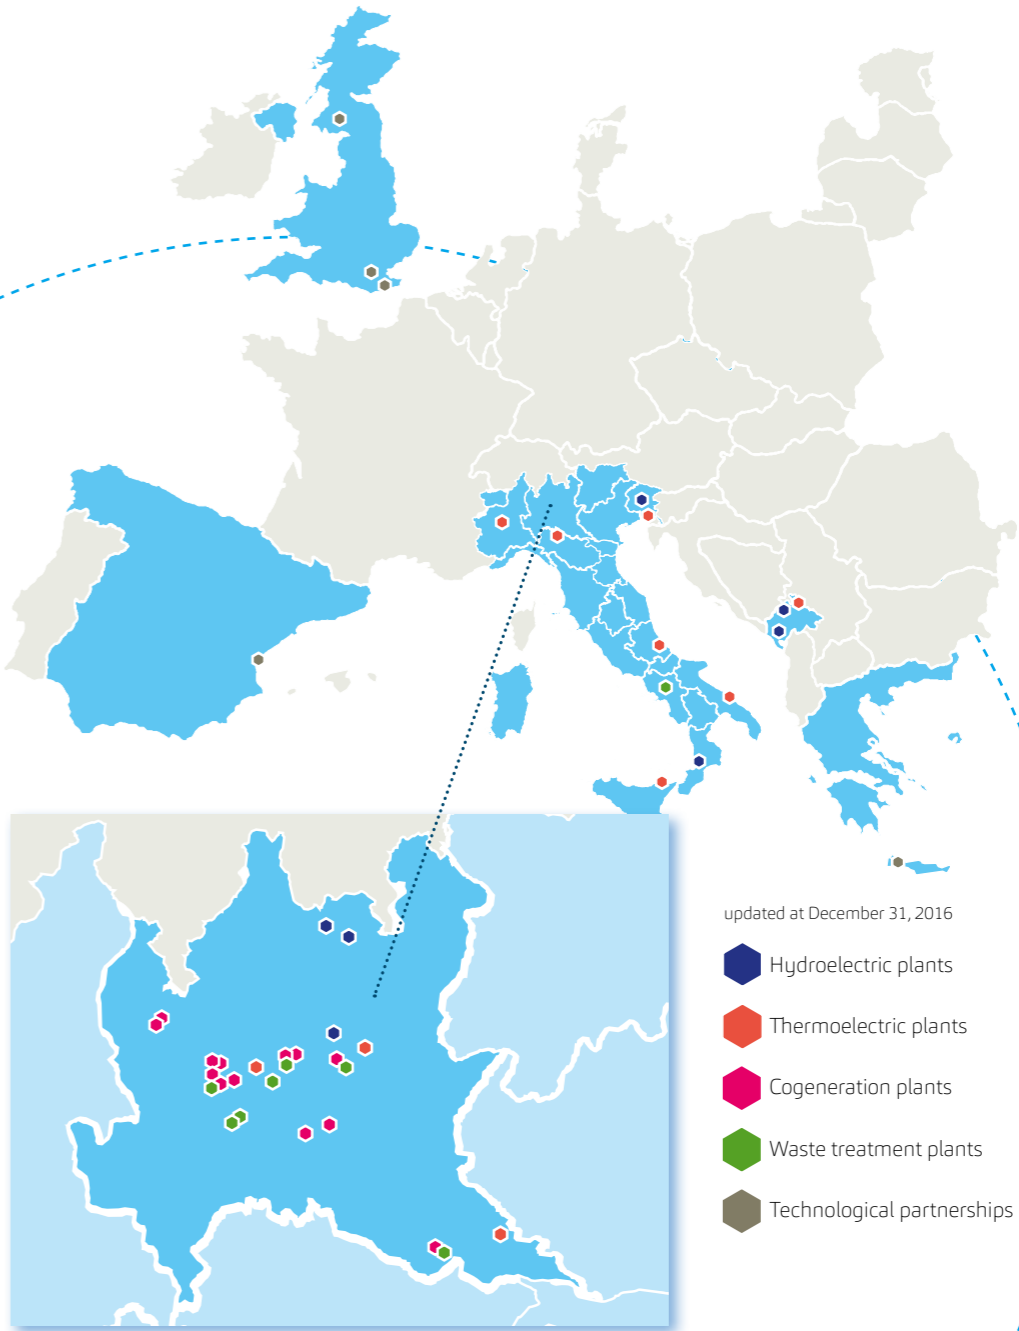 updated at December 31, 2016
Hydroelectric plants
Thermoelectric plants
Cogeneration plants
Waste treatment plants
Technological partnerships